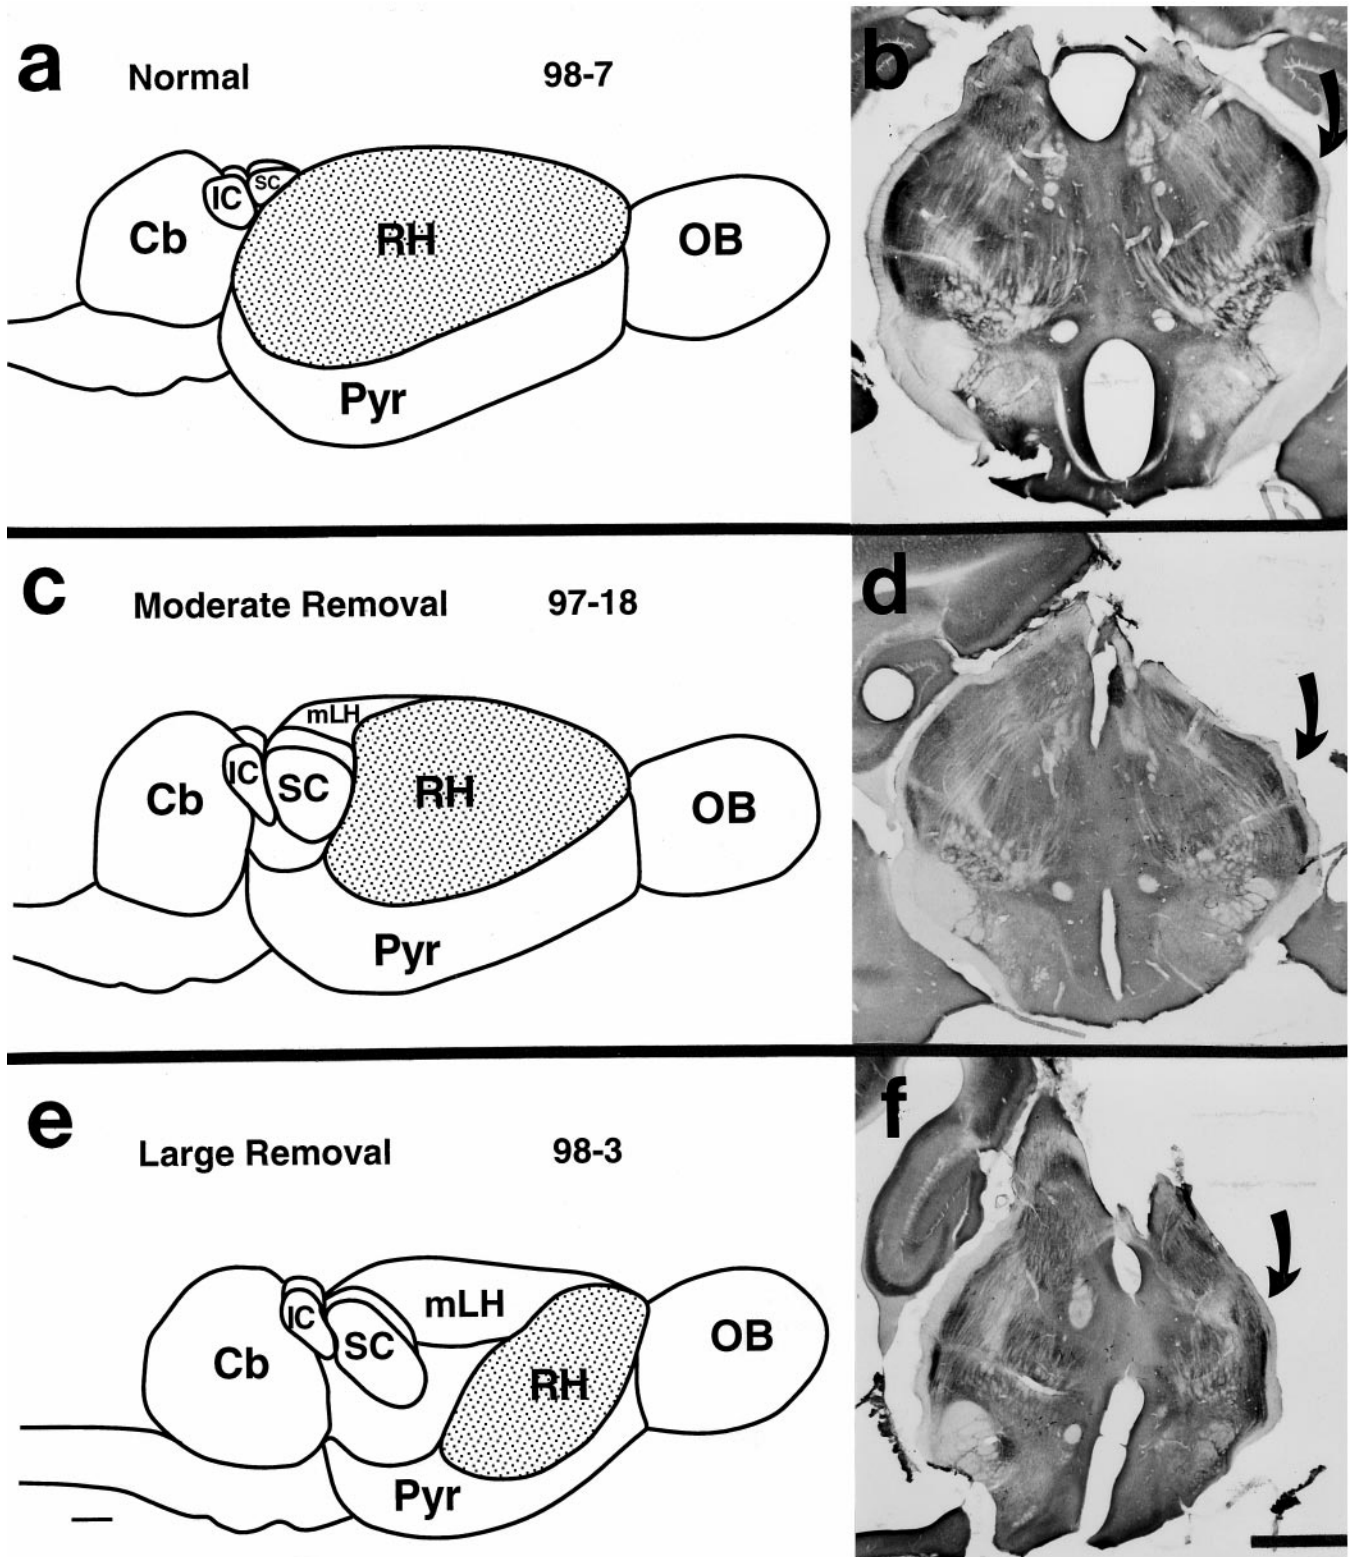 a Normal 98-7
Cb IC SC RH OB
Pyr
b
c Moderate Removal 97-18
mLH
Cb IC SC RH OB
Pyr
d
e Large Removal 98-3
mLH
Cb IC SC RH OB
Pyr
f